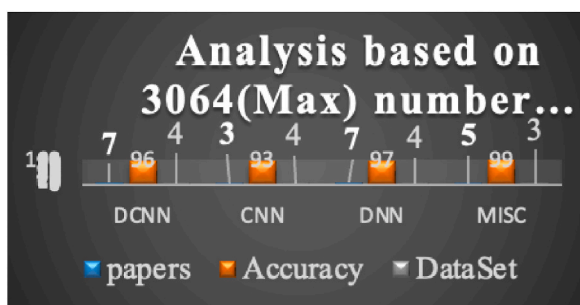 Analysis based on
3064(Max) number...
7 96 4 3 93 4 7 97 4 5 99 3
DCNN CNN DNN MISC
papers Accuracy DataSet